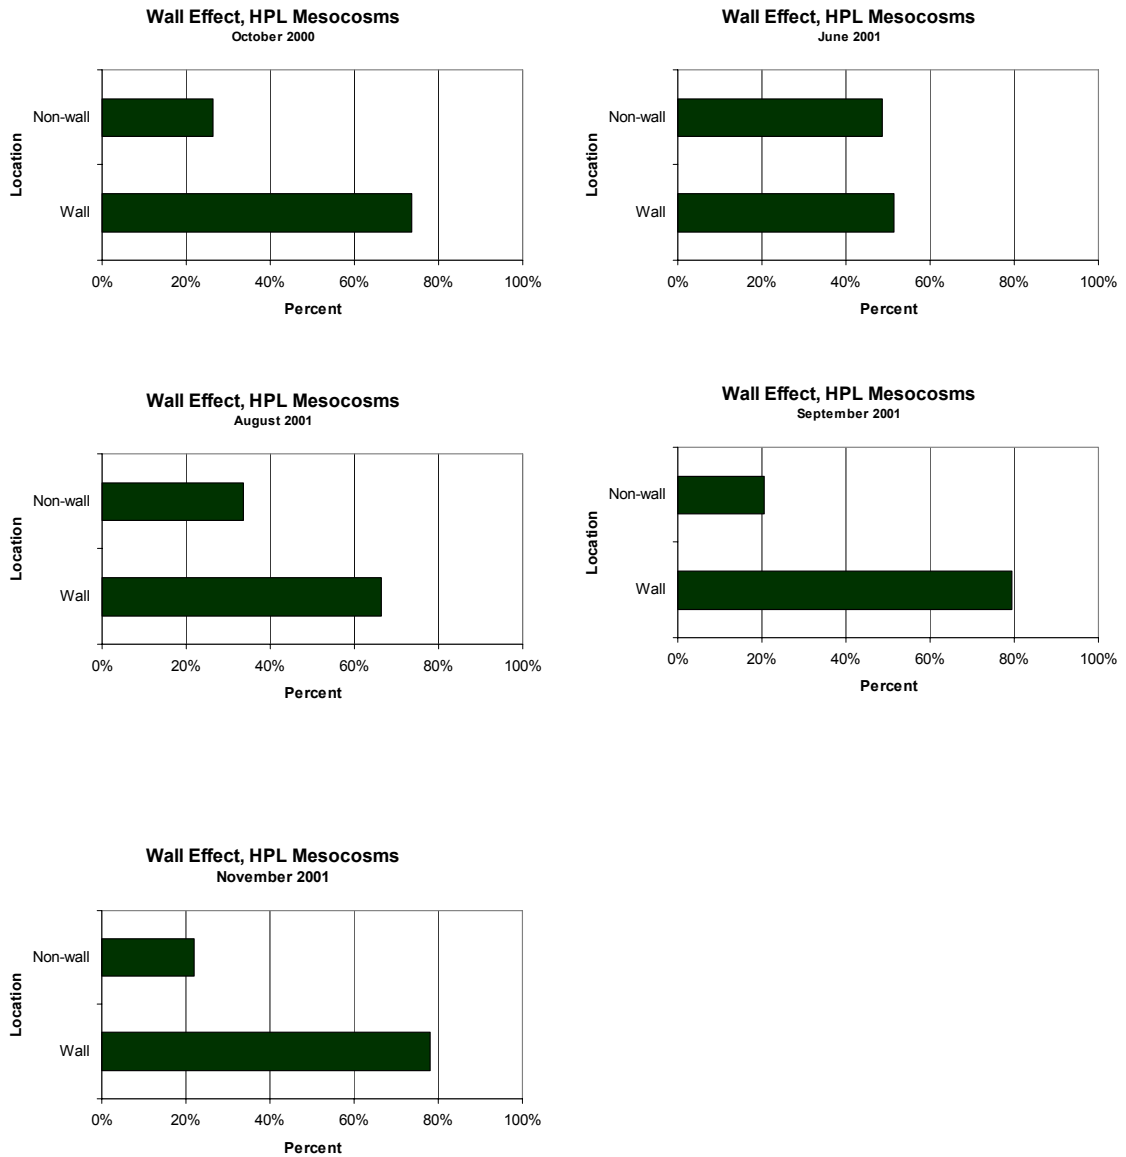 Wall Effect, HPL Mesocosms
October 2000
Location
Non-wall
Wall
0% 20% 40% 60% 80% 100%
Percent
Wall Effect, HPL Mesocosms
June 2001
Location
Non-wall
Wall
0% 20% 40% 60% 80% 100%
Percent
Wall Effect, HPL Mesocosms
August 2001
Location
Non-wall
Wall
0% 20% 40% 60% 80% 100%
Percent
Wall Effect, HPL Mesocosms
September 2001
Location
Non-wall
Wall
0% 20% 40% 60% 80% 100%
Percent
Wall Effect, HPL Mesocosms
November 2001
Location
Non-wall
Wall
0% 20% 40% 60% 80% 100%
Percent